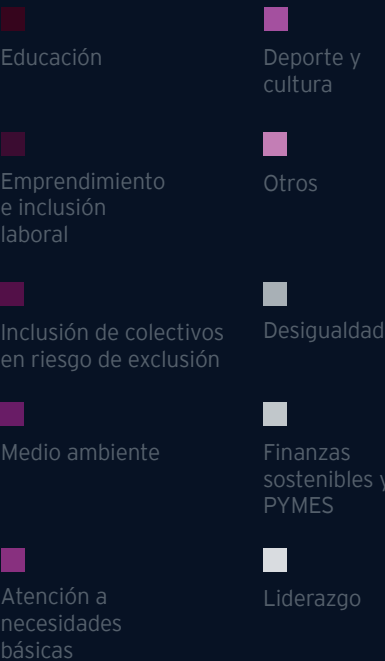 Educación
Emprendimiento
e inclusión
laboral
Inclusión de colectivos
en riesgo de exclusión
Medio ambiente
Atención a
necesidades
básicas
Deporte y
cultura
Otros
Desigualdad
Finanzas
sostenibles y
PYMES
Liderazgo